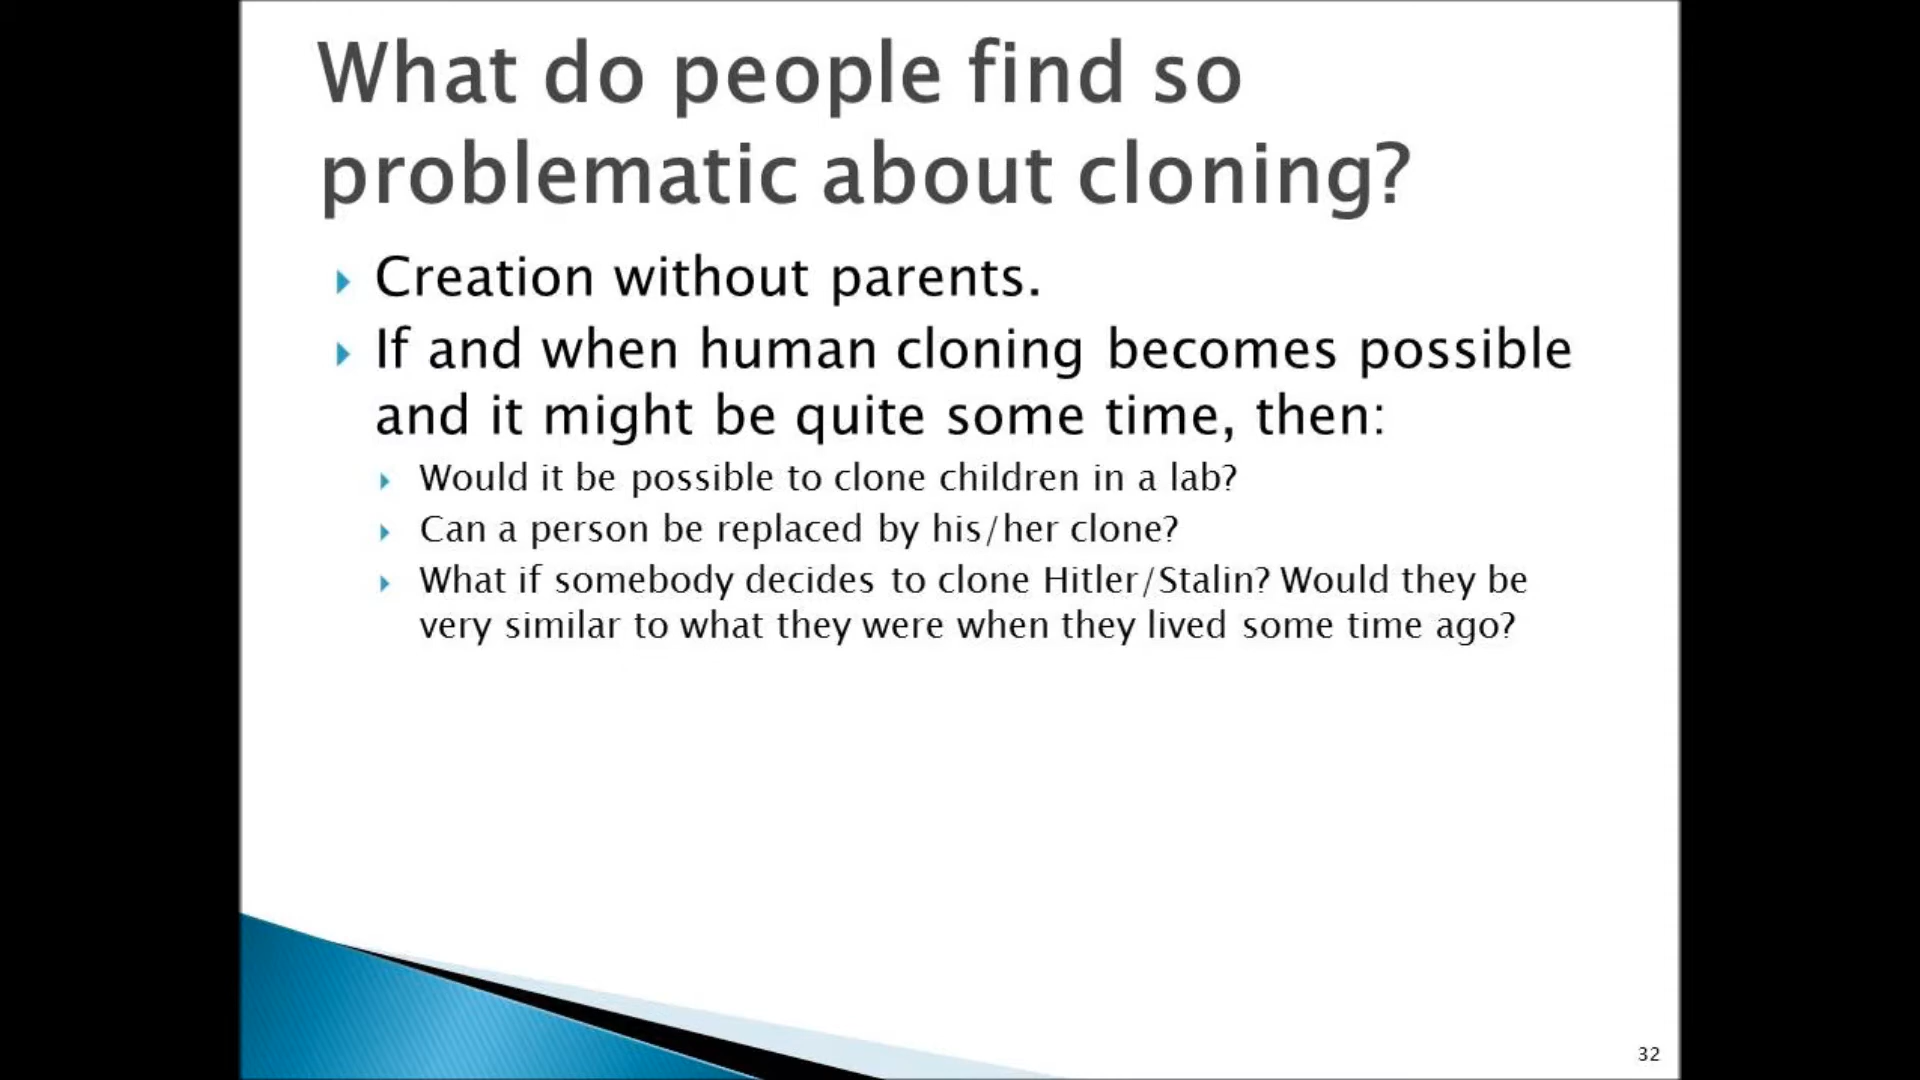 What do people find so
problematic about cloning?
Creation without parents.
If and when human cloning becomes possible
and it might be quite some time, then:
Would it be possible to clone children in a lab?
Can a person be replaced by his/her clone?
What if somebody decides to clone Hitler/Stalin? Would they be
very similar to what they were when they lived some time ago?
32